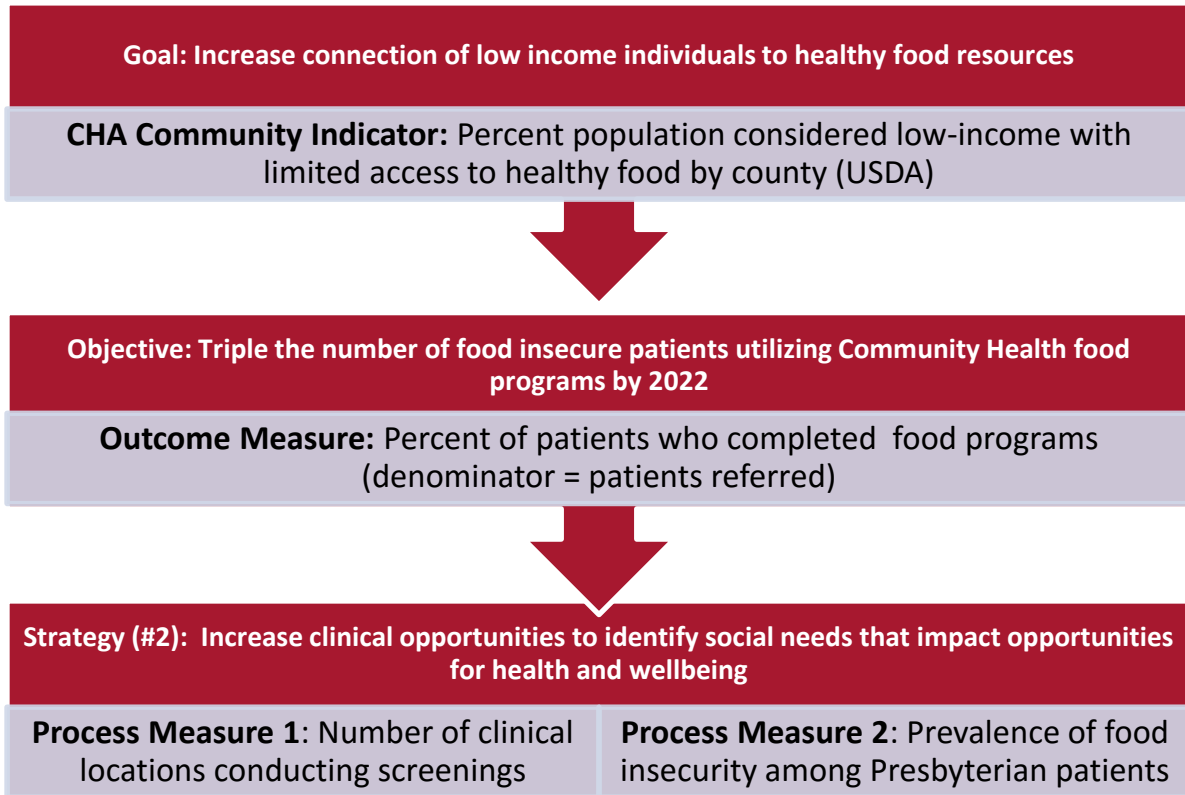 Goal: Increase connection of low income individuals to healthy food resources
CHA Community Indicator: Percent population considered low-income with
limited access to healthy food by county (USDA)
Objective: Triple the number of food insecure patients utilizing Community Health food
programs by 2022
Outcome Measure: Percent of patients who completed  food programs
(denominator = patients referred)
Strategy (#2):  Increase clinical opportunities to identify social needs that impact opportunities
for health and wellbeing
Process Measure 1: Number of clinical
locations conducting screenings
Process Measure 2: Prevalence of food
insecurity among Presbyterian patients